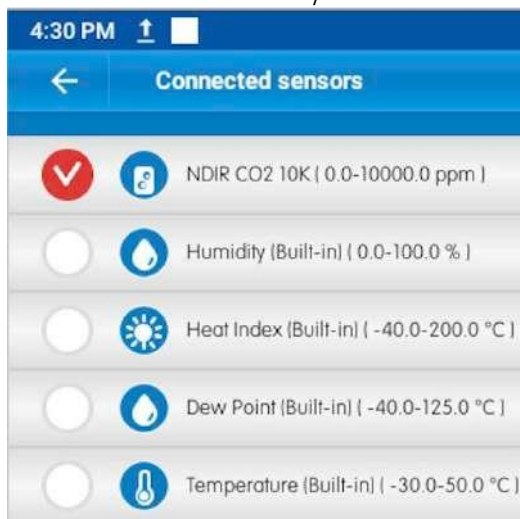 4:30 PM
Connected sensors
NDIR CO2 10K ( 0.0-10000.0 ppm )
Humidity (Built-in) ( 0.0-100.0 % )
Heat Index (Built-in) ( -40.0-200.0 °C )
Dew Point (Built-in) ( -40.0-125.0 °C )
Temperature (Built-in) ( -30.0-50.0 °C )